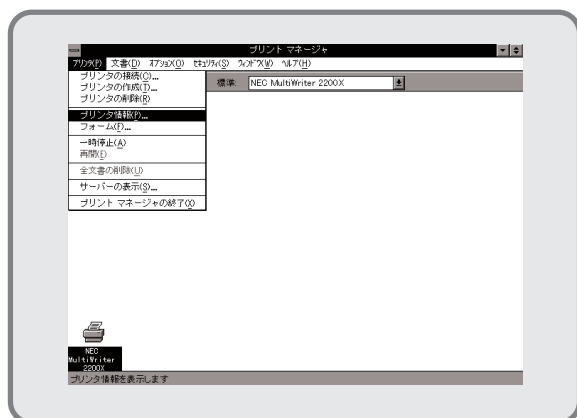 プリント マネージャ
プリンタ(P) 文書(D) オプション(O) セキュリティ(S) ウィンドウ(W) ヘルプ(H)
標準: NEC MultiWriter 2200X
プリンタの接続(C)...
プリンタの作成(T)...
プリンタの削除(R)
プリンタ情報(P)...
フォーム(F)...
一時停止(A)
再開(E)
全文書の削除(U)
サーバーの表示(S)...
プリント マネージャの終了(X)
NEC
MultiWriter
2200X
プリンタ情報を表示します